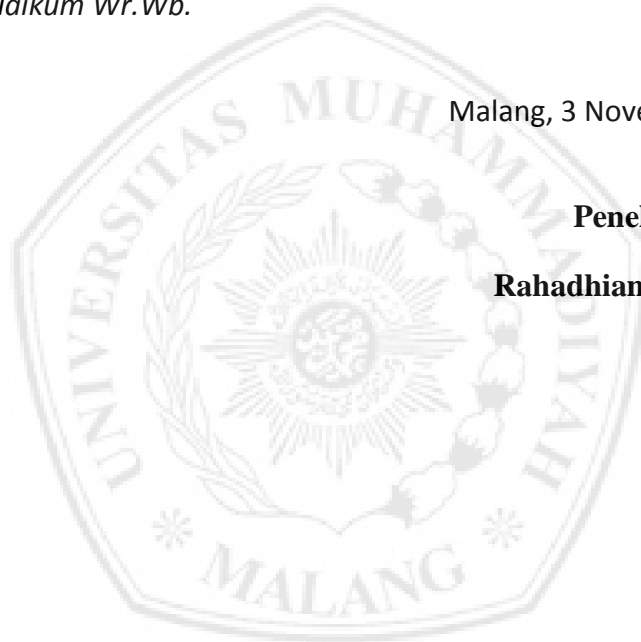 alaikum Wr.Wb.
Malang, 3 Nove
Penel
Rahadhian
UNIVERSITAS MUHAMMADIYAH
MALANG